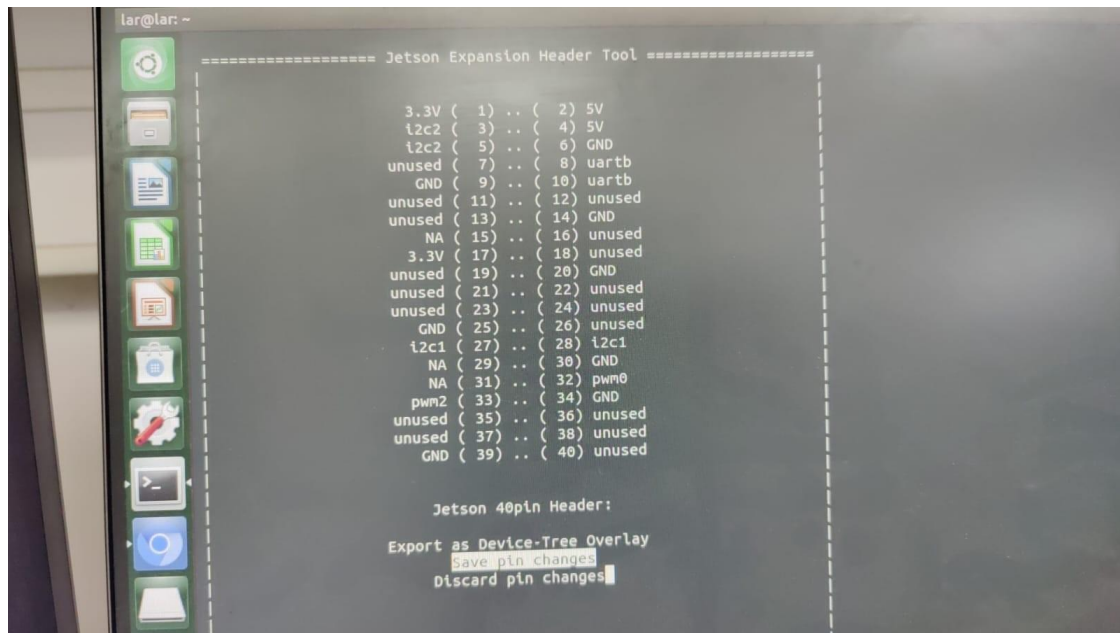 lar@lar: ~
=================== Jetson Expansion Header Tool ===================
3.3V ( 1) .. ( 2) 5V
i2c2 ( 3) .. ( 4) 5V
i2c2 ( 5) .. ( 6) GND
unused ( 7) .. ( 8) uartb
GND ( 9) .. ( 10) uartb
unused ( 11) .. ( 12) unused
unused ( 13) .. ( 14) GND
NA ( 15) .. ( 16) unused
3.3V ( 17) .. ( 18) unused
unused ( 19) .. ( 20) GND
unused ( 21) .. ( 22) unused
unused ( 23) .. ( 24) unused
GND ( 25) .. ( 26) unused
i2c1 ( 27) .. ( 28) i2c1
NA ( 29) .. ( 30) GND
NA ( 31) .. ( 32) pwm0
pwm2 ( 33) .. ( 34) GND
unused ( 35) .. ( 36) unused
unused ( 37) .. ( 38) unused
GND ( 39) .. ( 40) unused
Jetson 40pin Header:
Export as Device-Tree Overlay
Save pin changes
Discard pin changes